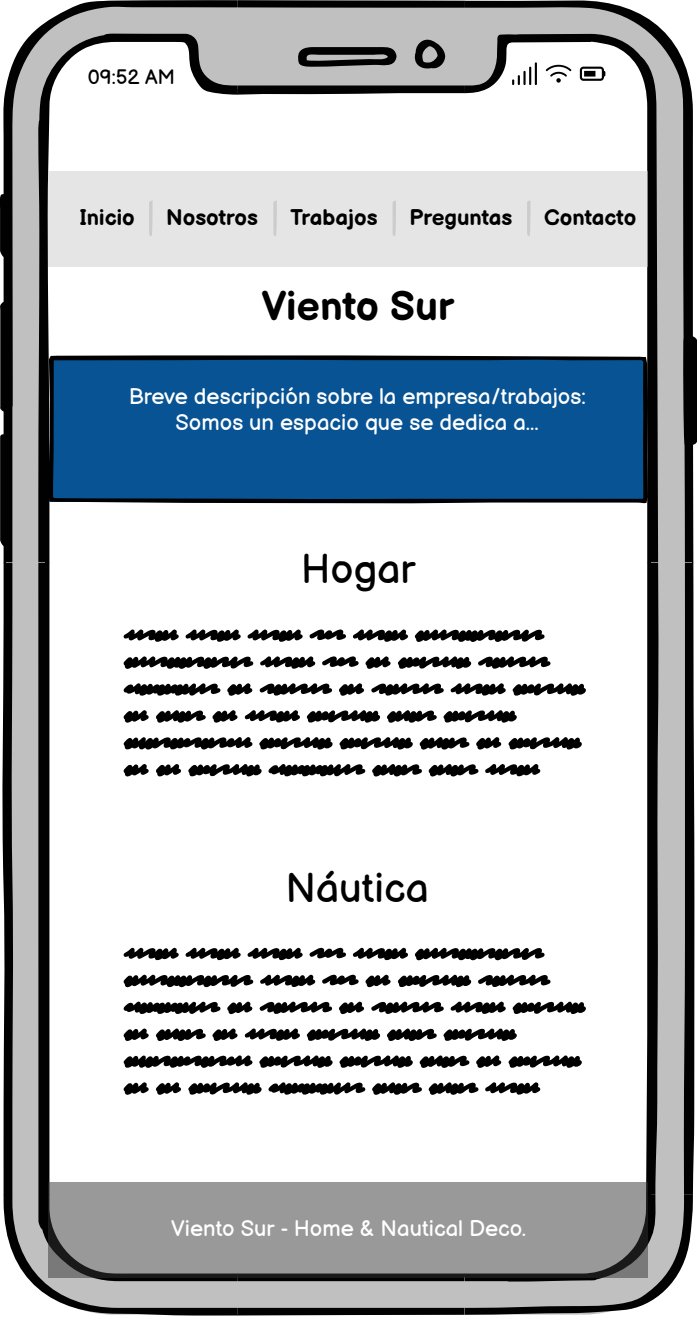 09:52 AM
Inicio Nosotros Trabajos Preguntas Contacto
Viento Sur
Breve descripción sobre la empresa/trabajos:
Somos un espacio que se dedica a...
Hogar
Náutica
Viento Sur - Home & Nautical Deco.